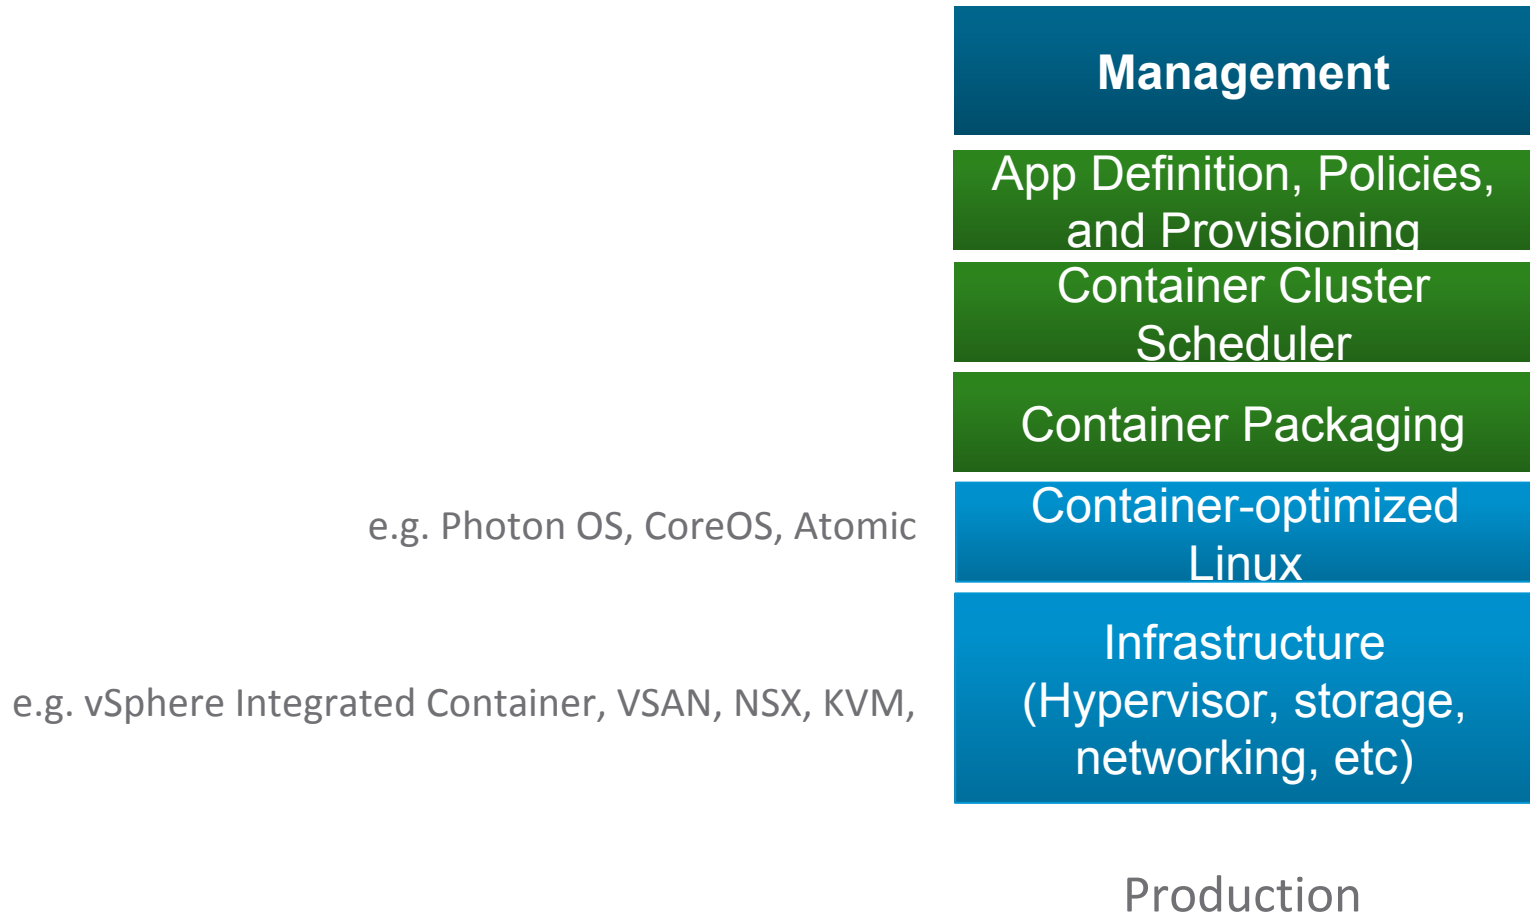 Management
App Definition, Policies,
and Provisioning
Container Cluster
Scheduler
Container Packaging
e.g. Photon OS, CoreOS, Atomic
Container-optimized
Linux
e.g. vSphere Integrated Container, VSAN, NSX, KVM,
Infrastructure
(Hypervisor, storage,
networking, etc)
Production